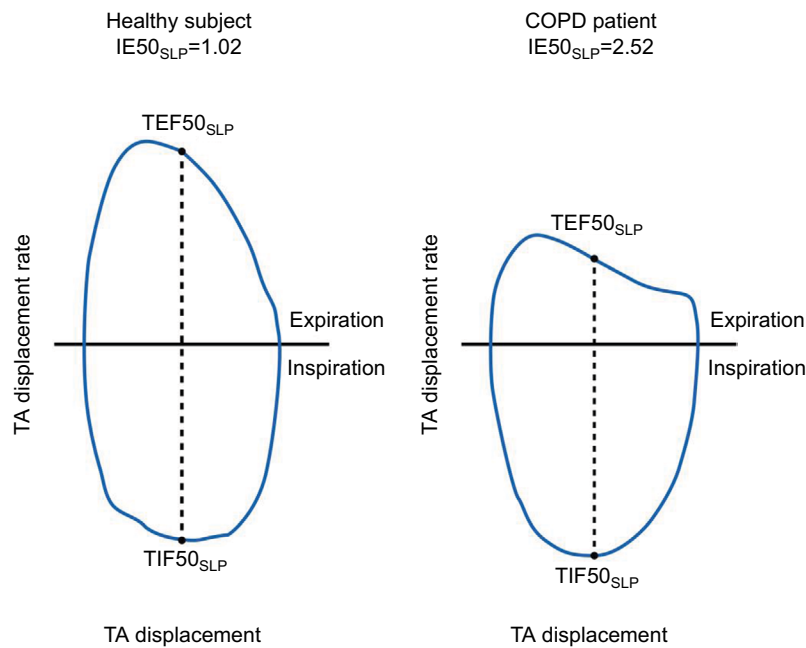 Healthy subject
IE50SLP=1.02
TEF50SLP
TA displacement rate
Expiration
Inspiration
TIF50SLP
TA displacement
COPD patient
IE50SLP=2.52
TEF50SLP
TA displacement rate
Expiration
Inspiration
TIF50SLP
TA displacement